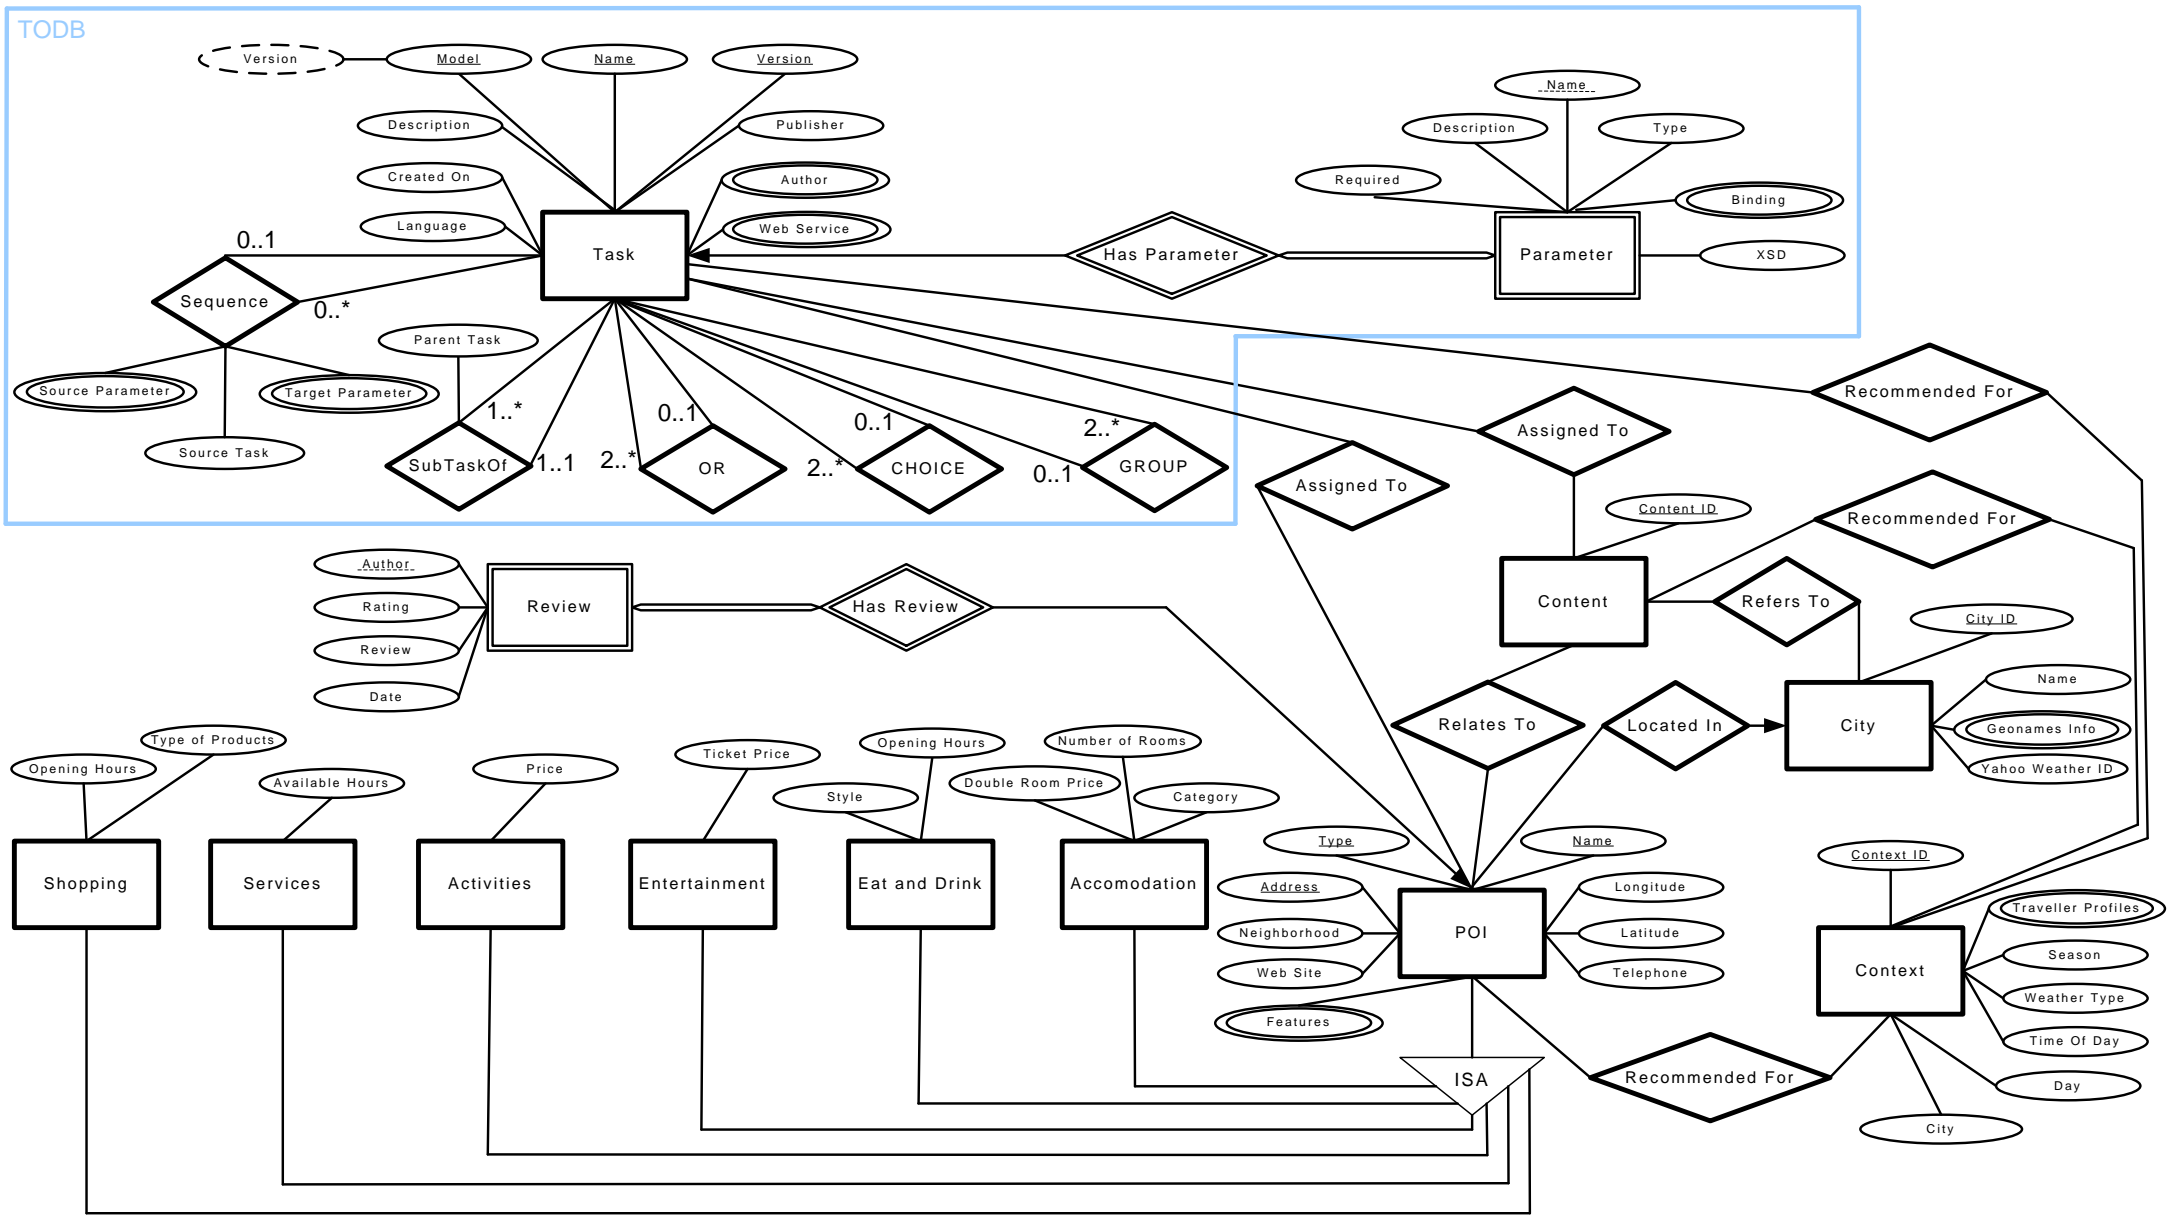 TODB
Version
Model
Name
Version
Name
Description
Publisher
Description
Type
Created On
Author
Required
Binding
Language
Web Service
0..1
Task
Has Parameter
Parameter
XSD
Sequence
0..*
Parent Task
Source Parameter
Target Parameter
Recommended For
1..*
0..1
0..1
2..*
Assigned To
Source Task
SubTaskOf
1..1
2..*
OR
2..*
CHOICE
0..1
GROUP
Assigned To
Content ID
Recommended For
Author
Rating
Review
Date
Review
Has Review
Content
Refers To
City ID
Name
Geonames Info
Yahoo Weather ID
Relates To
Located In
City
Type of Products
Opening Hours
Available Hours
Price
Ticket Price
Opening Hours
Style
Number of Rooms
Double Room Price
Category
Type
Name
Context ID
Shopping
Services
Activities
Entertainment
Eat and Drink
Accomodation
Address
Longitude
Neighborhood
POI
Latitude
Web Site
Telephone
Features
Traveller Profiles
Season
Context
Weather Type
Time Of Day
Day
City
ISA
Recommended For